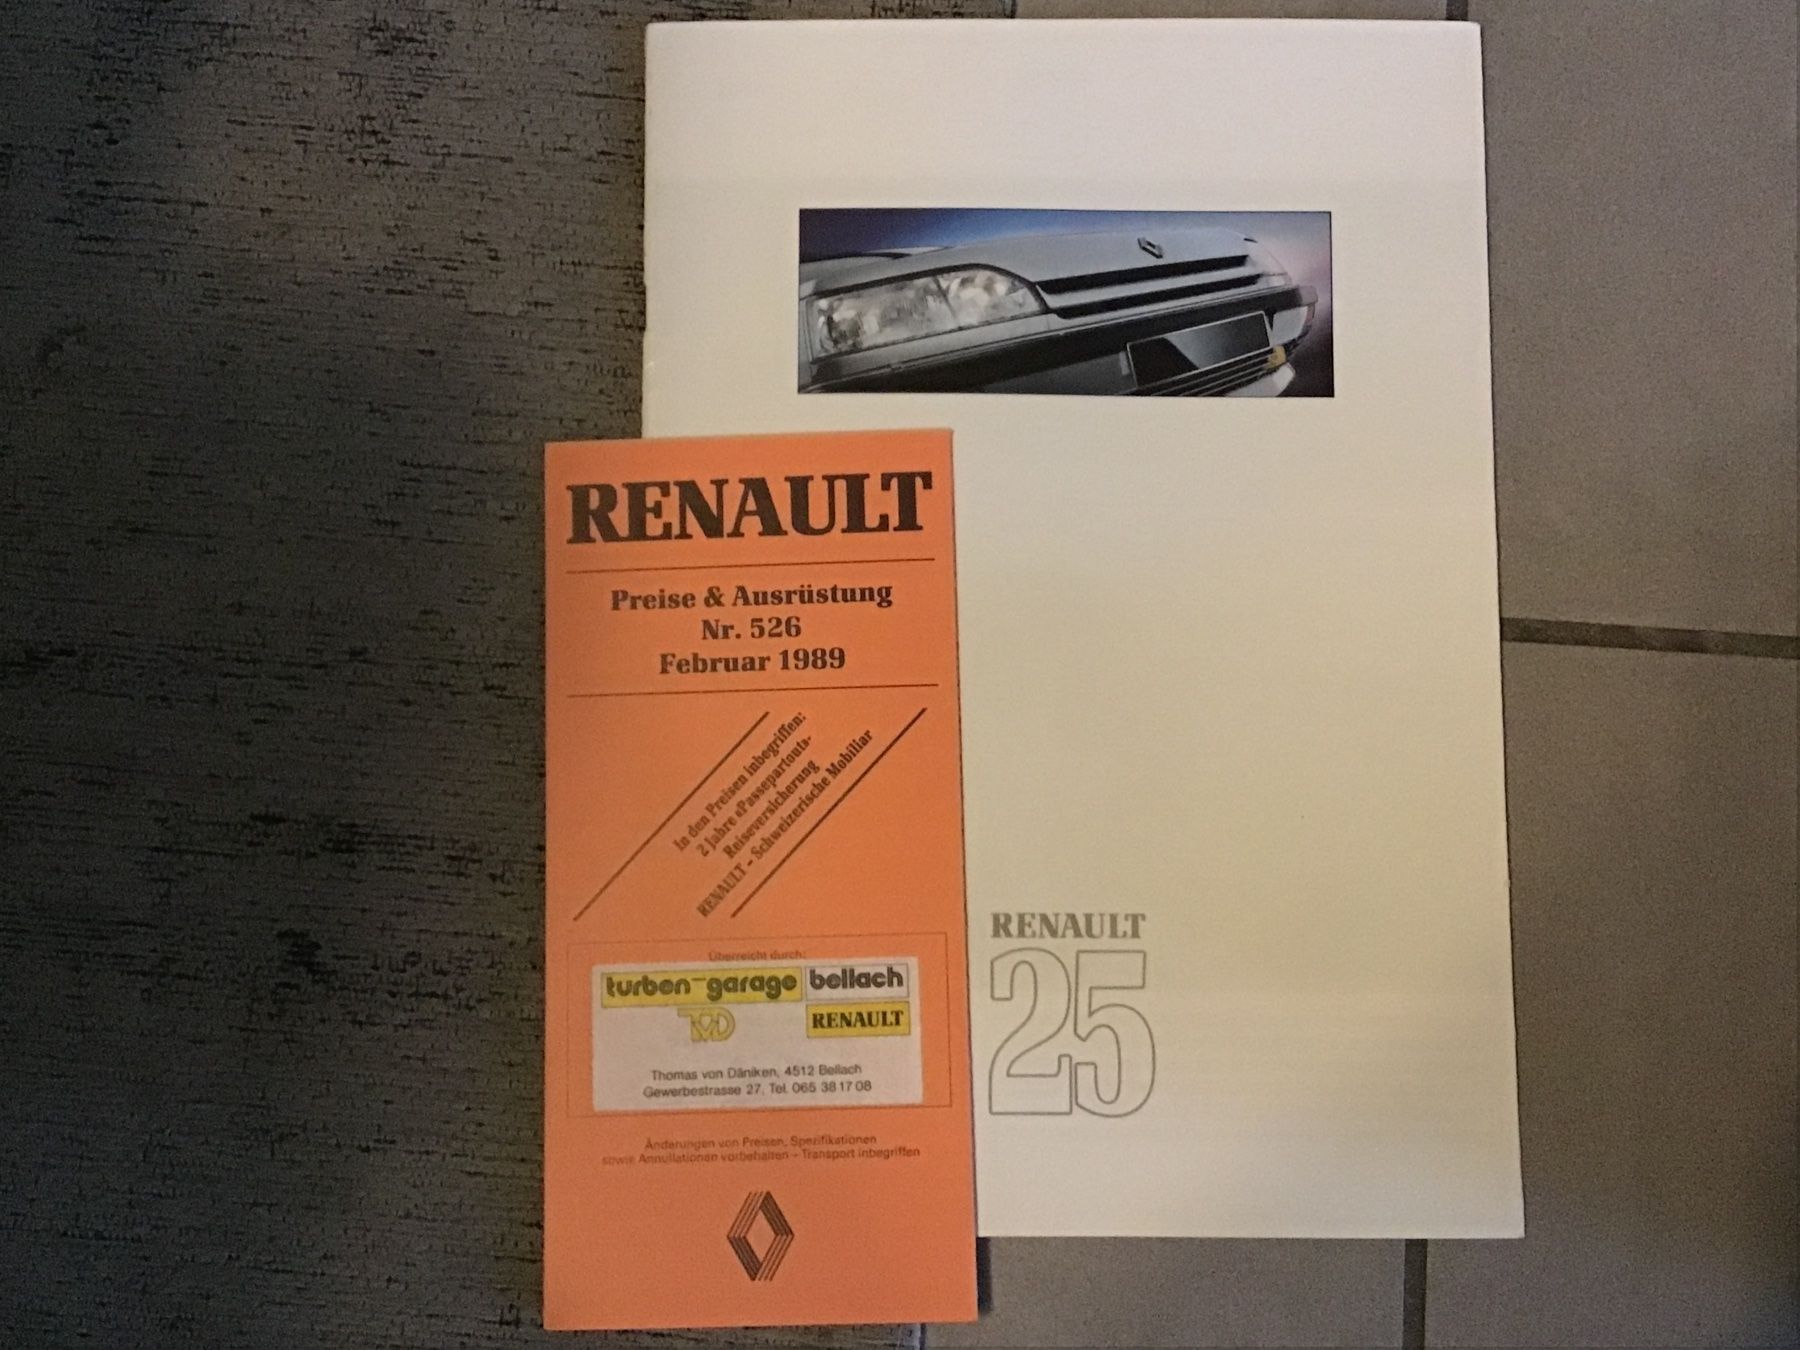 RENAULT
Preise & Ausrüstung
Nr. 526
Februar 1989
In den Preisen inbegriffen:
2 Jahre «Passepartout»-
Reiseversicherung
RENAULT – Schweizerische Mobiliar
Überreicht durch:
turben-garage bellach
TVD
RENAULT
Thomas von Däniken, 4512 Bellach
Gewerbestrasse 27, Tel. 065 38 17 08
Änderungen von Preisen, Spezifikationen
sowie Annullationen vorbehalten – Transport inbegriffen
RENAULT
25